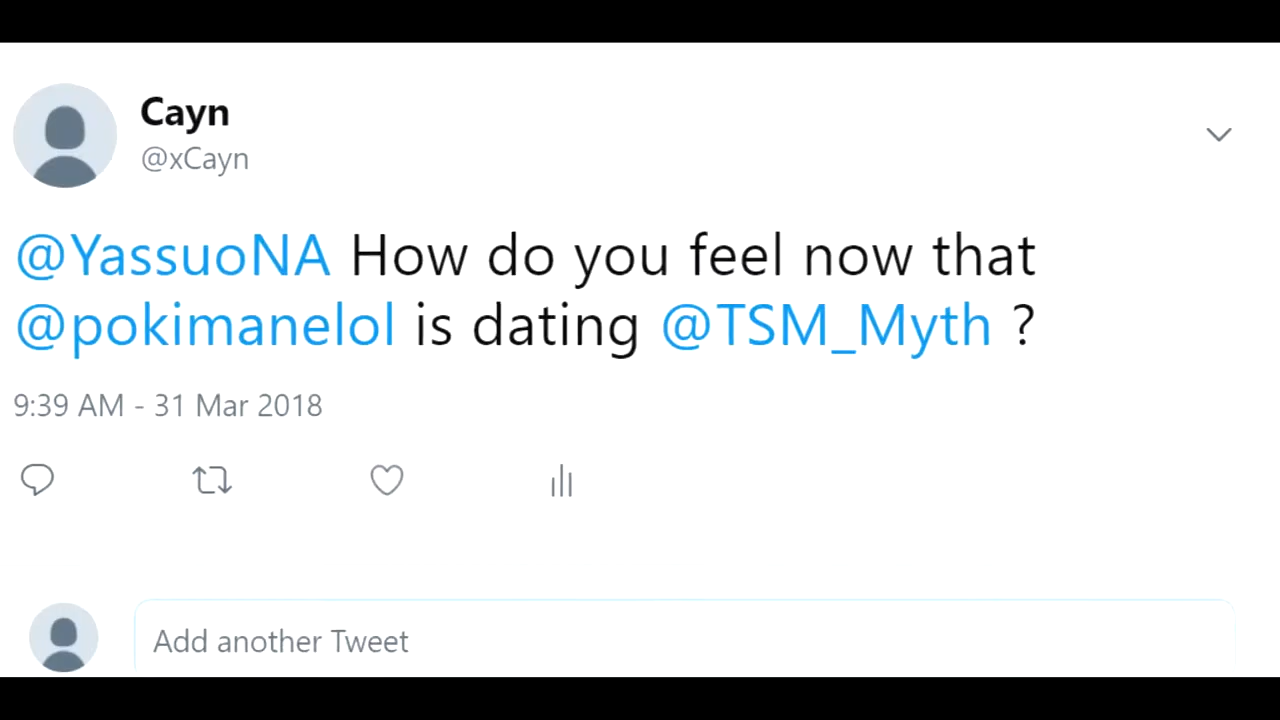 Cayn
@xCayn
@YassuoNA How do you feel now that
@pokimanelol is dating @TSM_Myth ?
9:39 AM - 31 Mar 2018
Add another Tweet